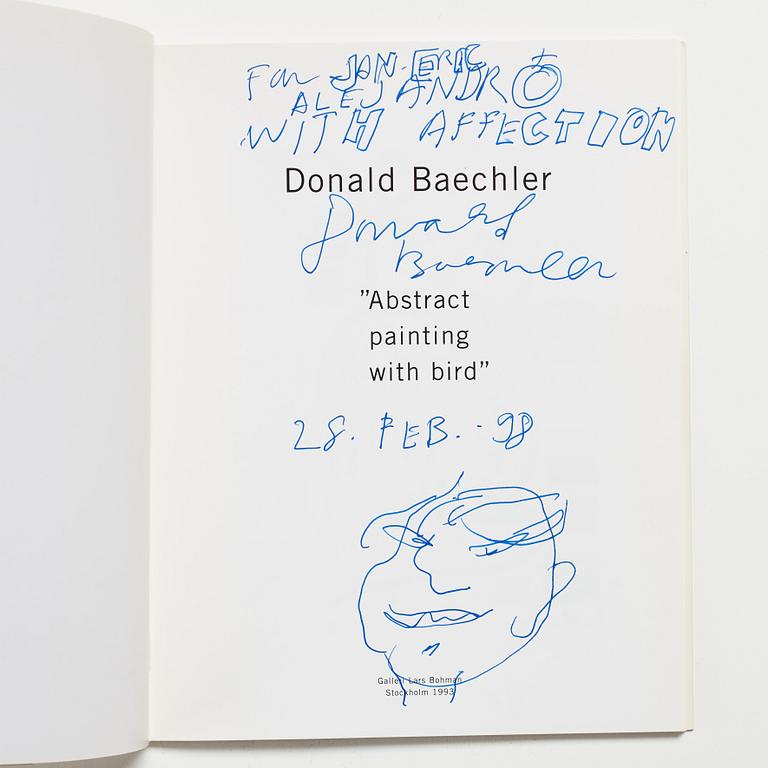 For JAN-ERIC
ALEJANDRO
WITH AFFECTION
Donald Baechler
Donald
Baechler
”Abstract
painting
with bird”
28. FEB. -98
Galleri Lars Bohman
Stockholm 1993